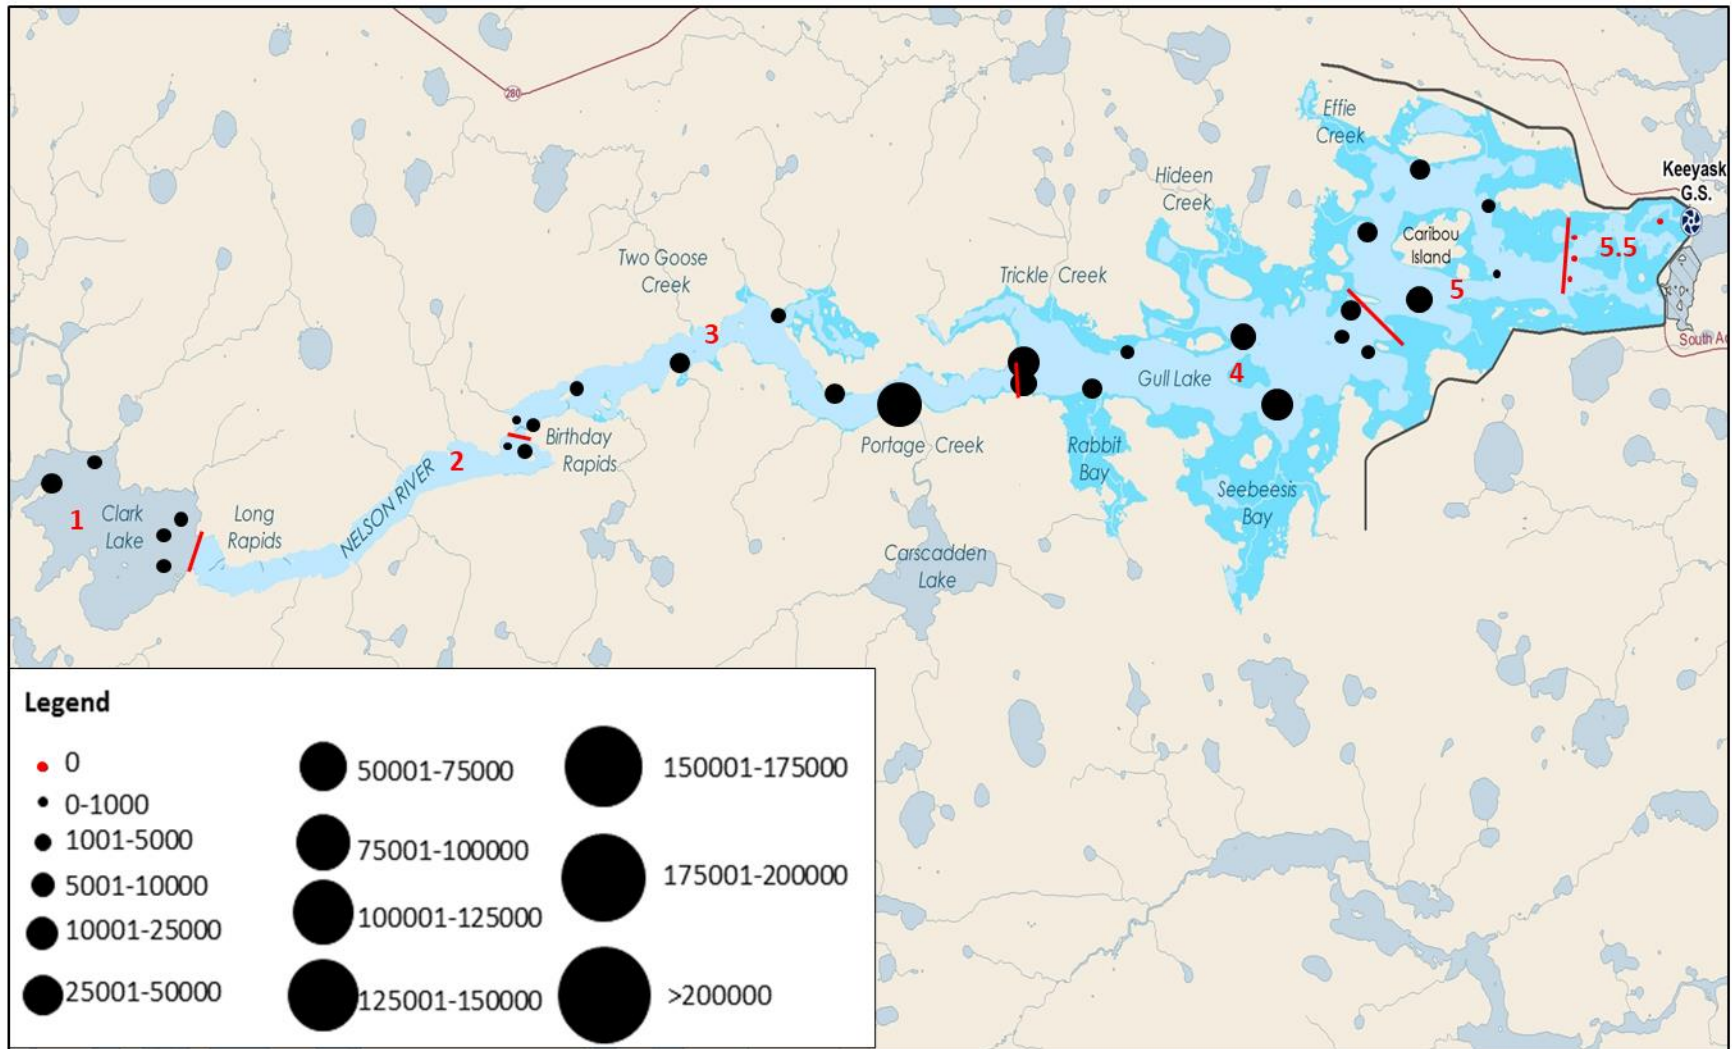 280
Effie
Creek
Keeyask
G.S.
Hideen
Creek
Caribou
Island
5.5
5
Two Goose
Creek
Trickle Creek
3
South
Gull Lake
4
Portage Creek
Rabbit
Bay
Birthday
Rapids
2
NELSON RIVER
Seebeesis
Bay
1
Clark
Lake
Long
Rapids
Carscadden
Lake
Legend
0
0-1000
1001-5000
5001-10000
10001-25000
25001-50000
50001-75000
75001-100000
100001-125000
125001-150000
150001-175000
175001-200000
>200000